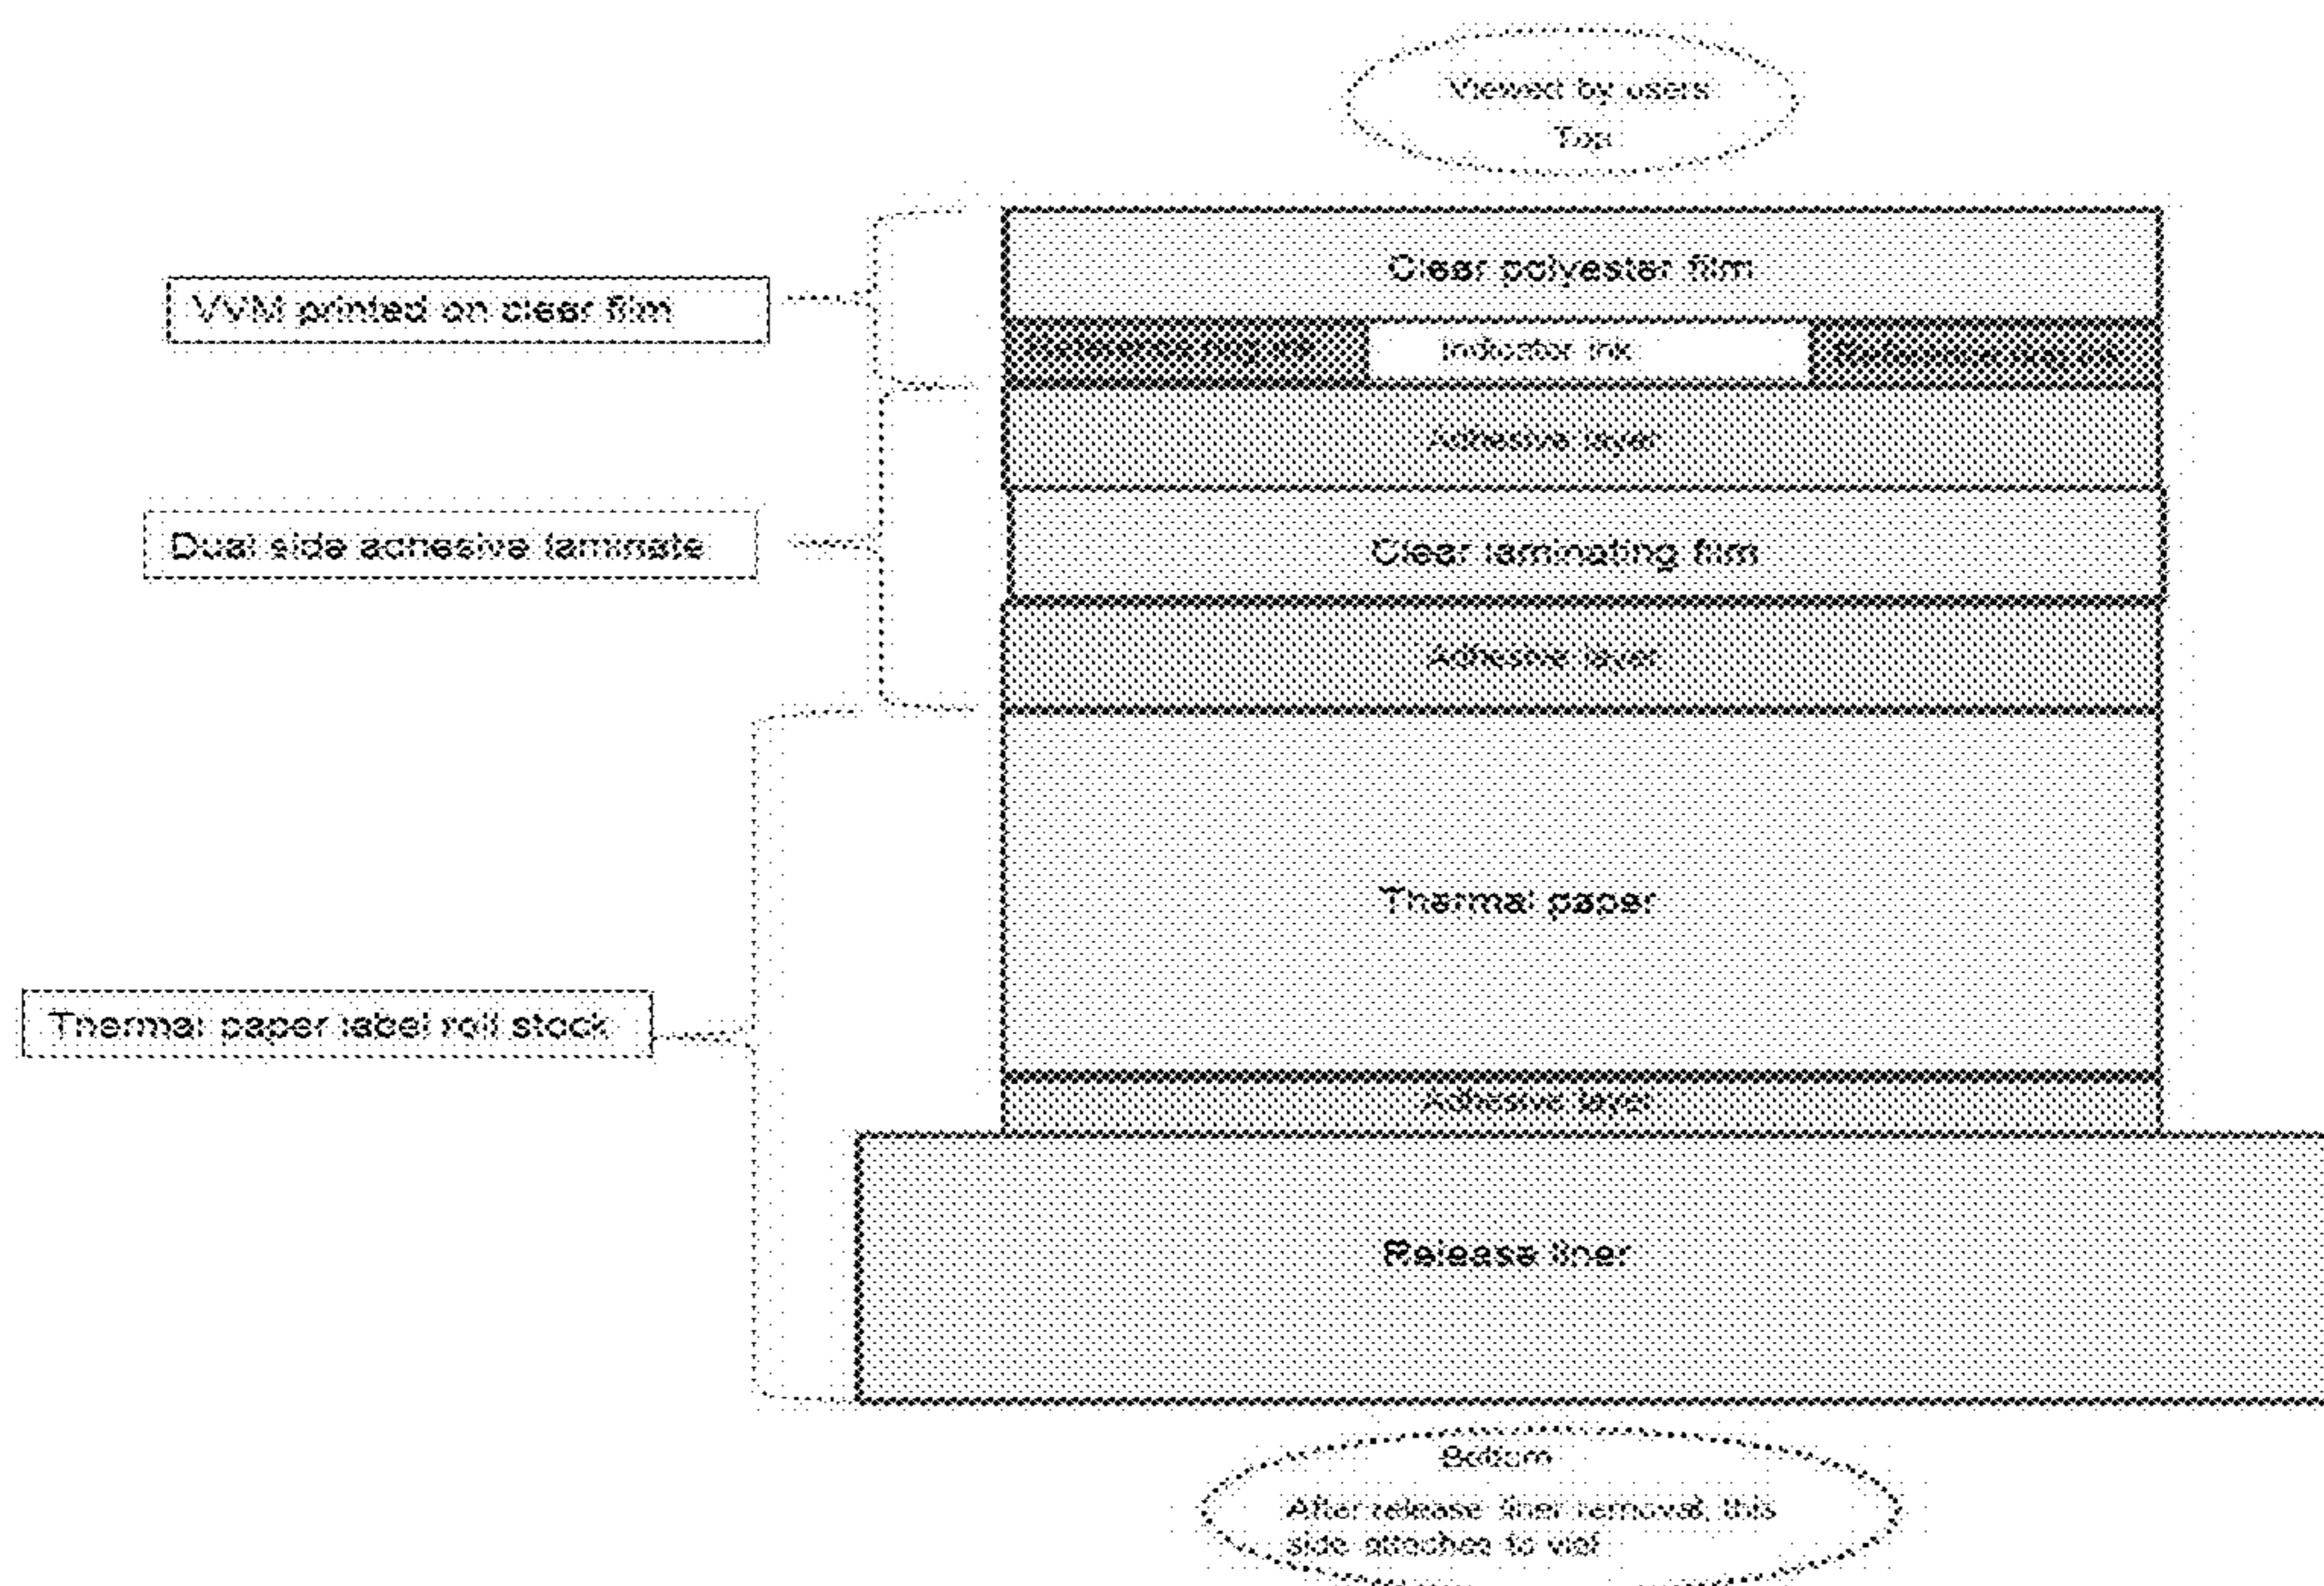 Viewed by users
Top
Clear polyester film
VVM printed on clear film
Indicator ink
Adhesive layer
Dual side adhesive laminate
Clear laminating film
Adhesive layer
Thermal paper
Thermal paper label roll stock
Adhesive layer
Release liner
Bottom
After release liner removal, this
side attaches to vial